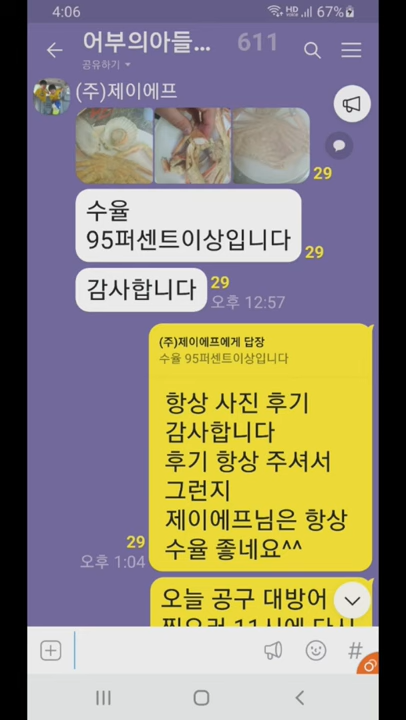 4:06
67%
어부의아들... 611
공유하기
(주)제이에프
29
수율
95퍼센트이상입니다
29
감사합니다
29
오후 12:57
(주)제이에프에게 답장
수율 95퍼센트이상입니다
항상 사진 후기
감사합니다
후기 항상 주셔서
그런지
제이에프님은 항상
수율 좋네요^^
29
오후 1:04
오늘 공구 대방어
#